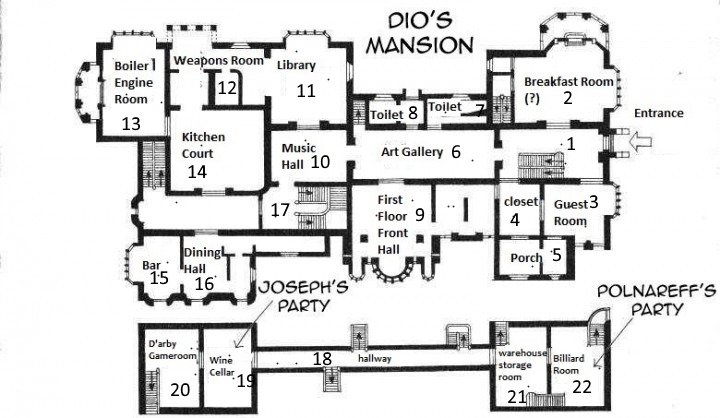 DIO'S
MANSION
Boiler
Engine
Room
13
Weapons Room
12
Library
11
Toilet 8
Toilet 7
Breakfast Room
(?) 2
Entrance
1
Kitchen
Court
14
Music
Hall 10
Art Gallery 6
17
First
Floor 9
Front
Hall
closet
4
Guest 3
Room
Porch 5
Bar
15
Dining
Hall
16
JOSEPH'S
PARTY
POLNAREFF'S
PARTY
D'arby
Gameroom
20
Wine
Cellar
19
18 hallway
warehouse
storage
room
21
Billiard
Room
22